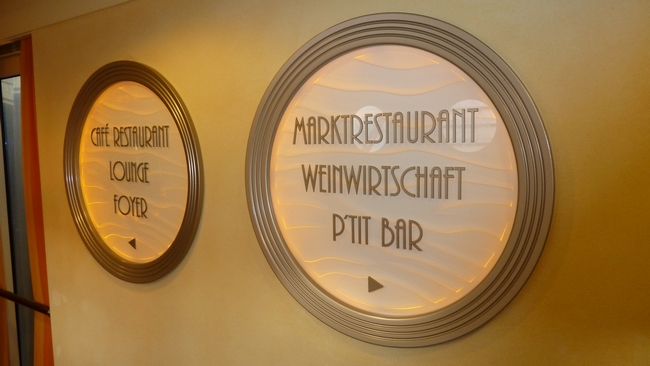 CAFÉ RESTAURANT
LOUNGE
FOYER
MARKTRESTAURANT
WEINWIRTSCHAFT
P'TIT BAR